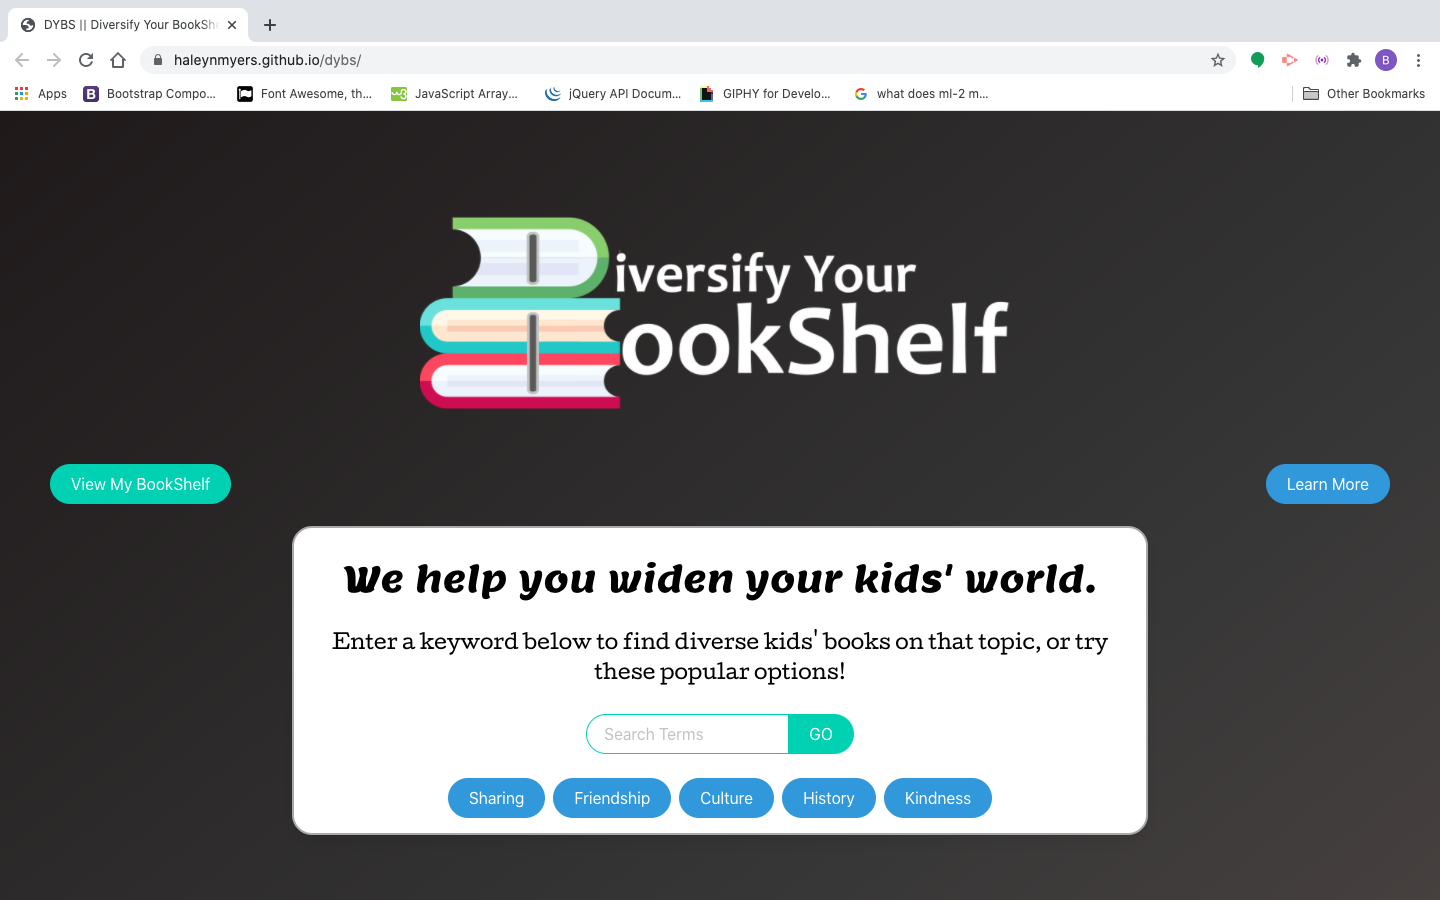 DYBS || Diversify Your BookSh
haleynmyers.github.io/dybs/
B
Apps
B
Bootstrap Compo...
Font Awesome, th...
JavaScript Array...
jQuery API Docum...
GIPHY for Develo...
G
what does ml-2 m...
Other Bookmarks
Diversify Your
BookShelf
View My BookShelf
Learn More
We help you widen your kids' world.
Enter a keyword below to find diverse kids' books on that topic, or try
these popular options!
Search Terms
GO
Sharing
Friendship
Culture
History
Kindness